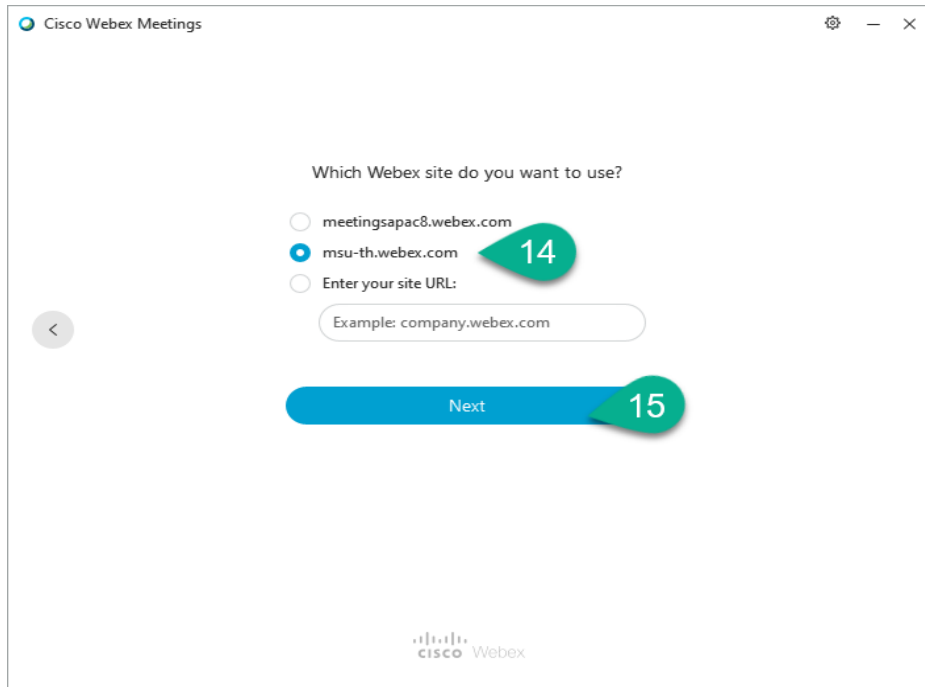 Cisco Webex Meetings
Which Webex site do you want to use?
meetingsapac8.webex.com
msu-th.webex.com
14
Enter your site URL:
Example: company.webex.com
Next
15
cisco Webex